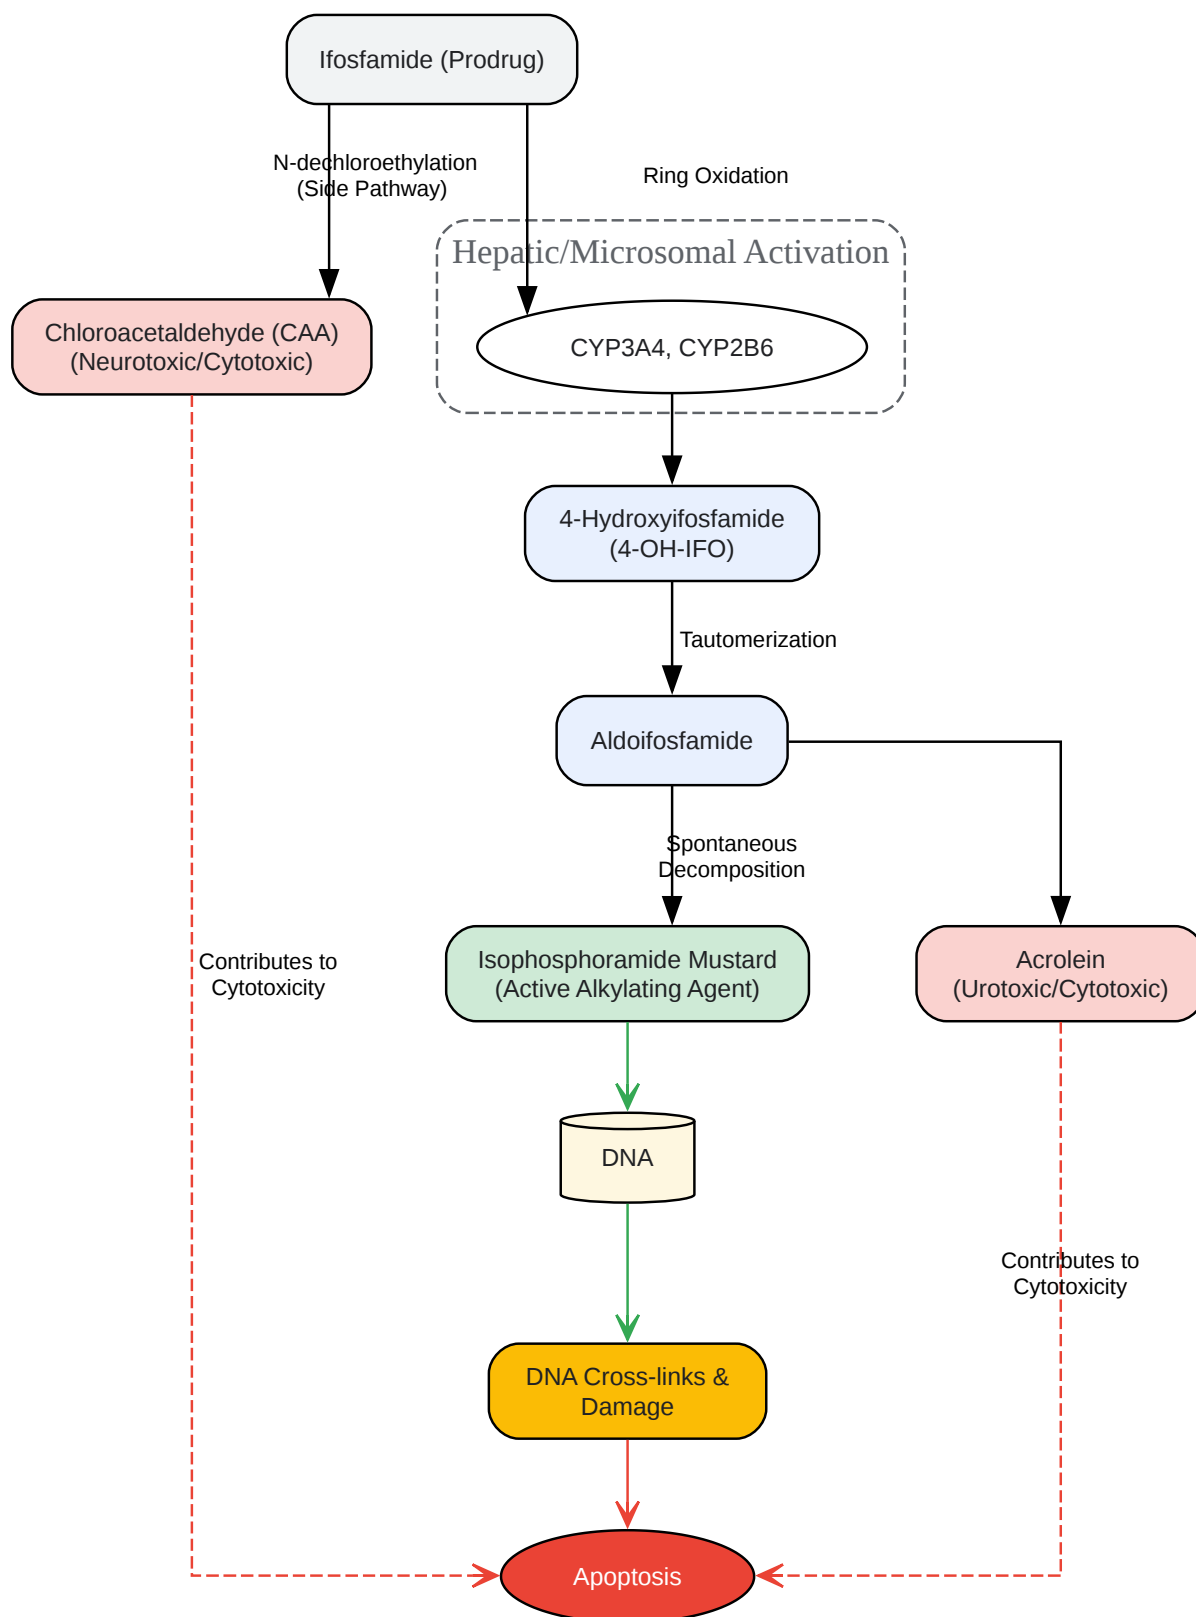 Ifosfamide (Prodrug)
N-dechloroethylation
(Side Pathway)
Ring Oxidation
Hepatic/Microsomal Activation
Chloroacetaldehyde (CAA)
(Neurotoxic/Cytotoxic)
CYP3A4, CYP2B6
4-Hydroxyifosfamide
(4-OH-IFO)
Tautomerization
Aldoifosfamide
Spontaneous
Decomposition
Contributes to
Cytotoxicity
Isophosphoramide Mustard
(Active Alkylating Agent)
Acrolein
(Urotoxic/Cytotoxic)
DNA
Contributes to
Cytotoxicity
DNA Cross-links &
Damage
Apoptosis